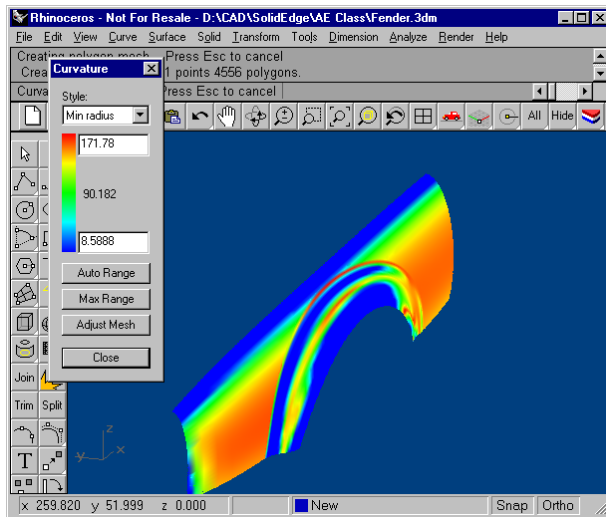 Rhinoceros - Not For Resale - D:\CAD\SolidEdge\AE Class\Fender.3dm
File Edit View Curve Surface Solid Transform Tools Dimension Analyze Render Help
Creating polygon mesh... Press Esc to cancel
Crea 1 points 4556 polygons.
Curva Press Esc to cancel
Curvature
Style:
Min radius
171.78
90.182
8.5888
Auto Range
Max Range
Adjust Mesh
Close
All Hide
Join
Trim Split
T
z
y x
x 259.820 y 51.999 z 0.000 New Snap Ortho